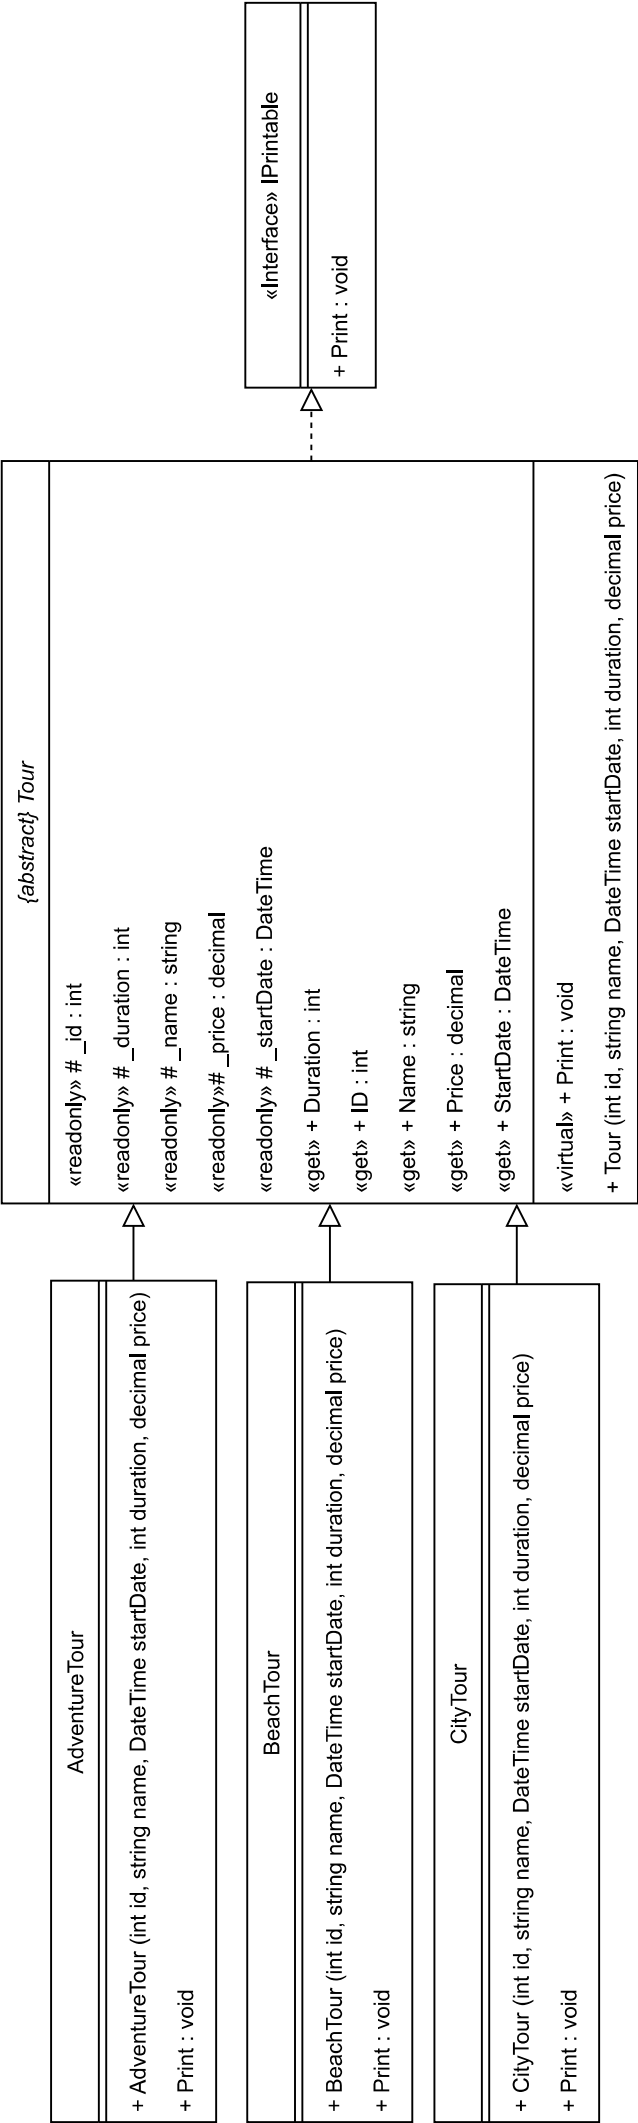 «Interface» IPrintable
+ Print : void
{abstract} Tour
«readonly» # _id : int
«readonly» # _duration : int
«readonly» # _name : string
«readonly»# _price : decimal
«readonly» # _startDate : DateTime
«get» + Duration : int
«get» + ID : int
«get» + Name : string
«get» + Price : decimal
«get» + StartDate : DateTime
«virtual» + Print : void
+ Tour (int id, string name, DateTime startDate, int duration, decimal price)
AdventureTour
+ AdventureTour (int id, string name, DateTime startDate, int duration, decimal price)
+ Print : void
BeachTour
+ BeachTour (int id, string name, DateTime startDate, int duration, decimal price)
+ Print : void
CityTour
+ CityTour (int id, string name, DateTime startDate, int duration, decimal price)
+ Print : void